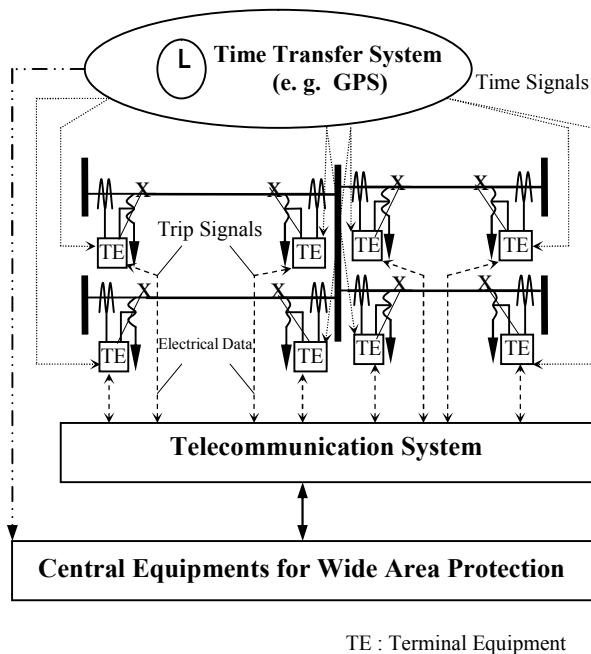 Time Transfer System
(e. g. GPS)
Time Signals
X X X X
TE Trip Signals TE TE TE
X X X X
TE Electrical Data TE TE TE
Telecommunication System
Central Equipments for Wide Area Protection
TE : Terminal Equipment